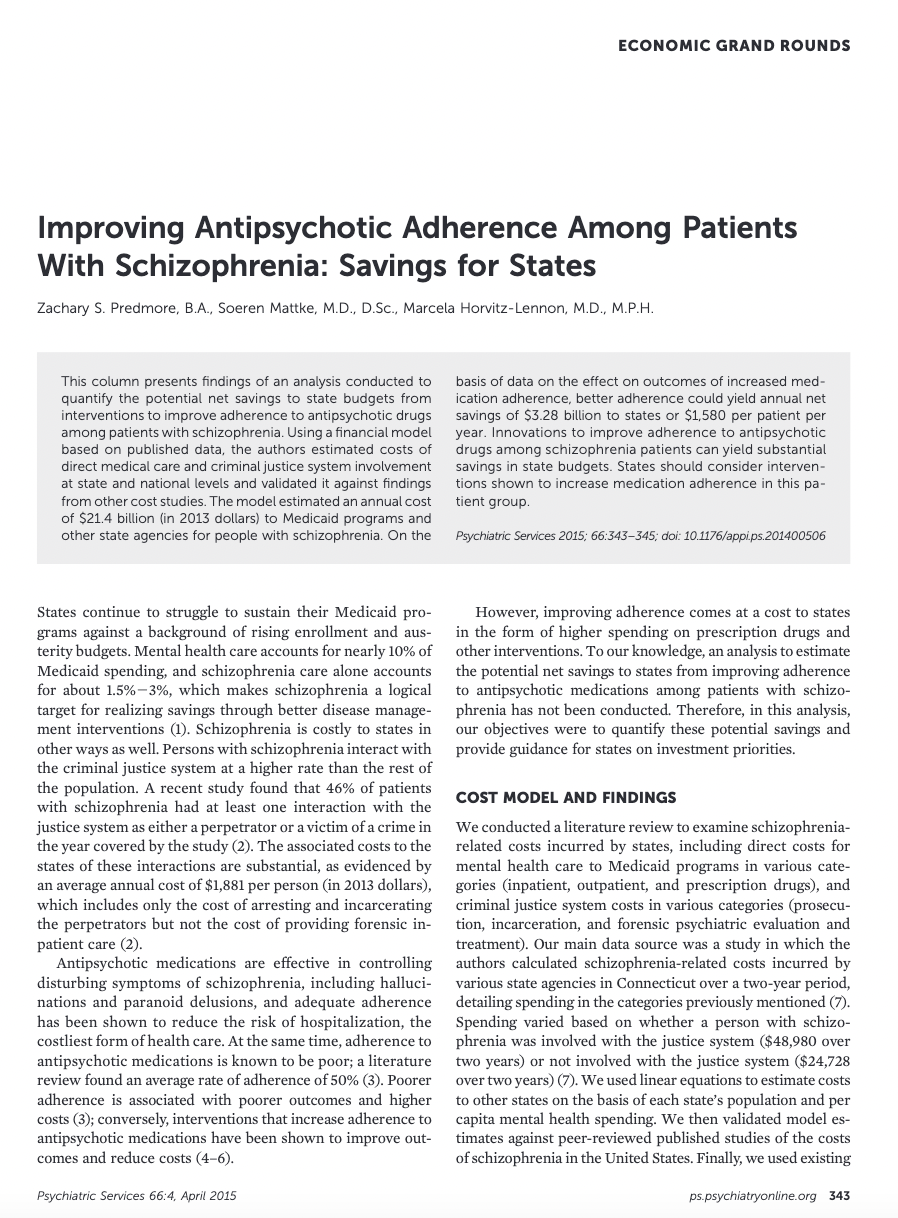 ECONOMIC GRAND ROUNDS
Improving Antipsychotic Adherence Among Patients
With Schizophrenia: Savings for States
Zachary S. Predmore, B.A., Soeren Mattke, M.D., D.Sc., Marcela Horvitz-Lennon, M.D., M.P.H.
This column presents findings of an analysis conducted to
quantify the potential net savings to state budgets from
interventions to improve adherence to antipsychotic drugs
among patients with schizophrenia. Using a financial model
based on published data, the authors estimated costs of
direct medical care and criminal justice system involvement
at state and national levels and validated it against findings
from other cost studies. The model estimated an annual cost
of $21.4 billion (in 2013 dollars) to Medicaid programs and
other state agencies for people with schizophrenia. On the
basis of data on the effect on outcomes of increased med-
ication adherence, better adherence could yield annual net
savings of $3.28 billion to states or $1,580 per patient per
year. Innovations to improve adherence to antipsychotic
drugs among schizophrenia patients can yield substantial
savings in state budgets. States should consider interven-
tions shown to increase medication adherence in this pa-
tient group.
Psychiatric Services 2015; 66:343–345; doi: 10.1176/appi.ps.201400506
States continue to struggle to sustain their Medicaid pro-
grams against a background of rising enrollment and aus-
terity budgets. Mental health care accounts for nearly 10% of
Medicaid spending, and schizophrenia care alone accounts
for about 1.5%−3%, which makes schizophrenia a logical
target for realizing savings through better disease manage-
ment interventions (1). Schizophrenia is costly to states in
other ways as well. Persons with schizophrenia interact with
the criminal justice system at a higher rate than the rest of
the population. A recent study found that 46% of patients
with schizophrenia had at least one interaction with the
justice system as either a perpetrator or a victim of a crime in
the year covered by the study (2). The associated costs to the
states of these interactions are substantial, as evidenced by
an average annual cost of $1,881 per person (in 2013 dollars),
which includes only the cost of arresting and incarcerating
the perpetrators but not the cost of providing forensic in-
patient care (2).
Antipsychotic medications are effective in controlling
disturbing symptoms of schizophrenia, including halluci-
nations and paranoid delusions, and adequate adherence
has been shown to reduce the risk of hospitalization, the
costliest form of health care. At the same time, adherence to
antipsychotic medications is known to be poor; a literature
review found an average rate of adherence of 50% (3). Poorer
adherence is associated with poorer outcomes and higher
costs (3); conversely, interventions that increase adherence to
antipsychotic medications have been shown to improve out-
comes and reduce costs (4–6).
However, improving adherence comes at a cost to states
in the form of higher spending on prescription drugs and
other interventions. To our knowledge, an analysis to estimate
the potential net savings to states from improving adherence
to antipsychotic medications among patients with schizo-
phrenia has not been conducted. Therefore, in this analysis,
our objectives were to quantify these potential savings and
provide guidance for states on investment priorities.
COST MODEL AND FINDINGS
We conducted a literature review to examine schizophrenia-
related costs incurred by states, including direct costs for
mental health care to Medicaid programs in various cate-
gories (inpatient, outpatient, and prescription drugs), and
criminal justice system costs in various categories (prosecu-
tion, incarceration, and forensic psychiatric evaluation and
treatment). Our main data source was a study in which the
authors calculated schizophrenia-related costs incurred by
various state agencies in Connecticut over a two-year period,
detailing spending in the categories previously mentioned (7).
Spending varied based on whether a person with schizo-
phrenia was involved with the justice system ($48,980 over
two years) or not involved with the justice system ($24,728
over two years) (7). We used linear equations to estimate costs
to other states on the basis of each state’s population and per
capita mental health spending. We then validated model es-
timates against peer-reviewed published studies of the costs
of schizophrenia in the United States. Finally, we used existing
Psychiatric Services 66:4, April 2015
ps.psychiatryonline.org 343